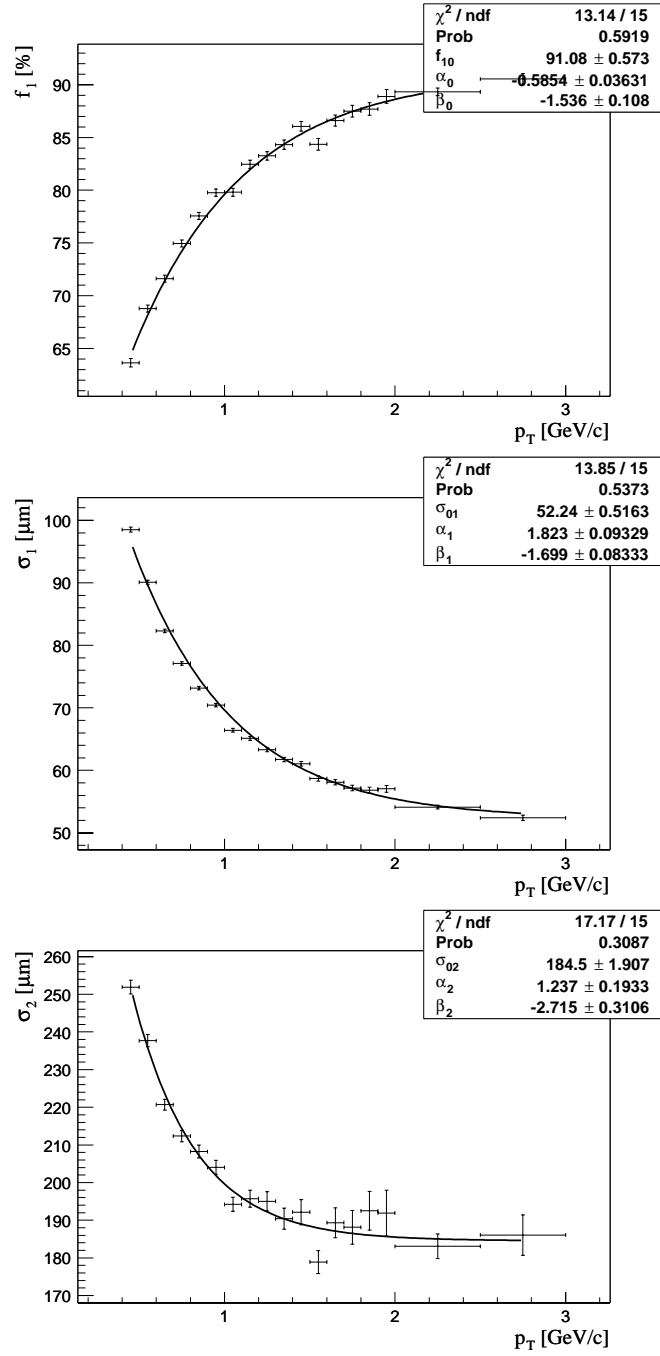 χ² / ndf 13.14 / 15
Prob 0.5919
f₁₀ 91.08 ± 0.573
α₀ -0.5854 ± 0.03631
β₀ -1.536 ± 0.108
f₁ [%]
90
85
80
75
70
65
1 2 3
p_T [GeV/c]
χ² / ndf 13.85 / 15
Prob 0.5373
σ₀₁ 52.24 ± 0.5163
α₁ 1.823 ± 0.09329
β₁ -1.699 ± 0.08333
σ₁ [μm]
100
90
80
70
60
50
1 2 3
p_T [GeV/c]
χ² / ndf 17.17 / 15
Prob 0.3087
σ₀₂ 184.5 ± 1.907
α₂ 1.237 ± 0.1933
β₂ -2.715 ± 0.3106
σ₂ [μm]
260
250
240
230
220
210
200
190
180
170
1 2 3
p_T [GeV/c]